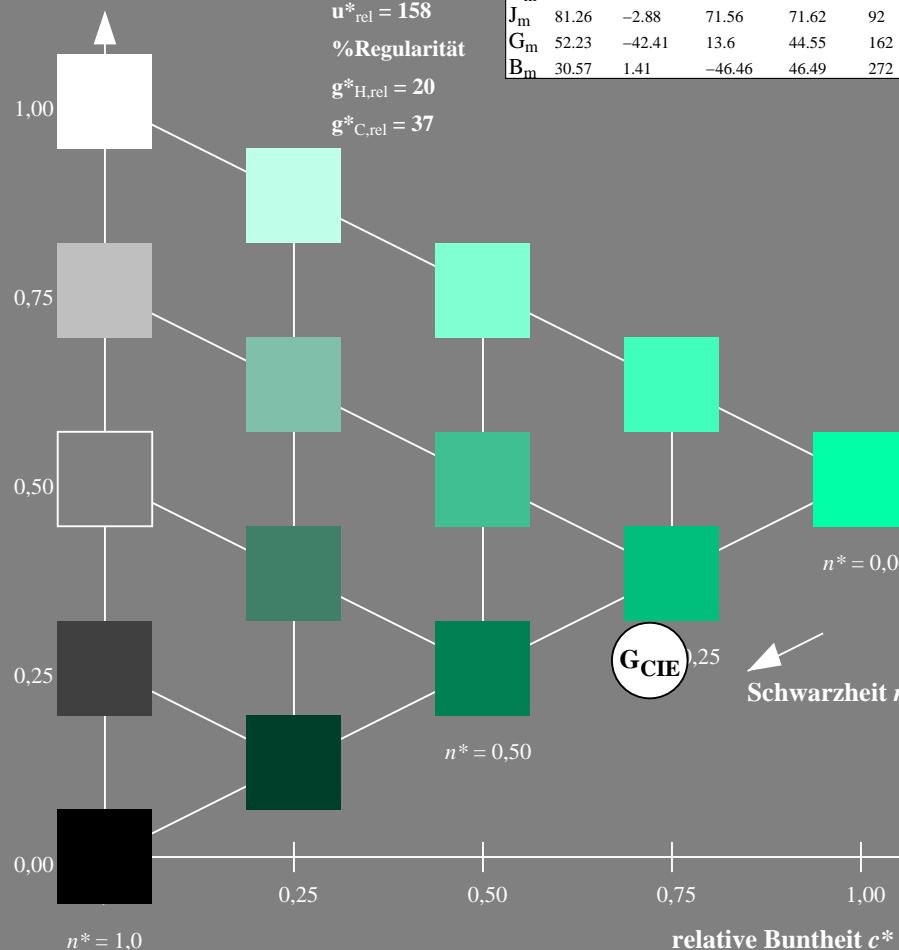 u*rel = 158
%Regularität
g*H,rel = 20
g*C,rel = 37
Jm 81.26 −2.88 71.56 71.62 92
Gm 52.23 −42.41 13.6 44.55 162
Bm 30.57 1.41 −46.46 46.49 272
1,00
0,75
0,50
n* = 0,0
0,25
GCIE
,25
Schwarzheit
n* = 0,50
0,00
0,25 0,50 0,75 1,00
n* = 1,0
relative Buntheit c*